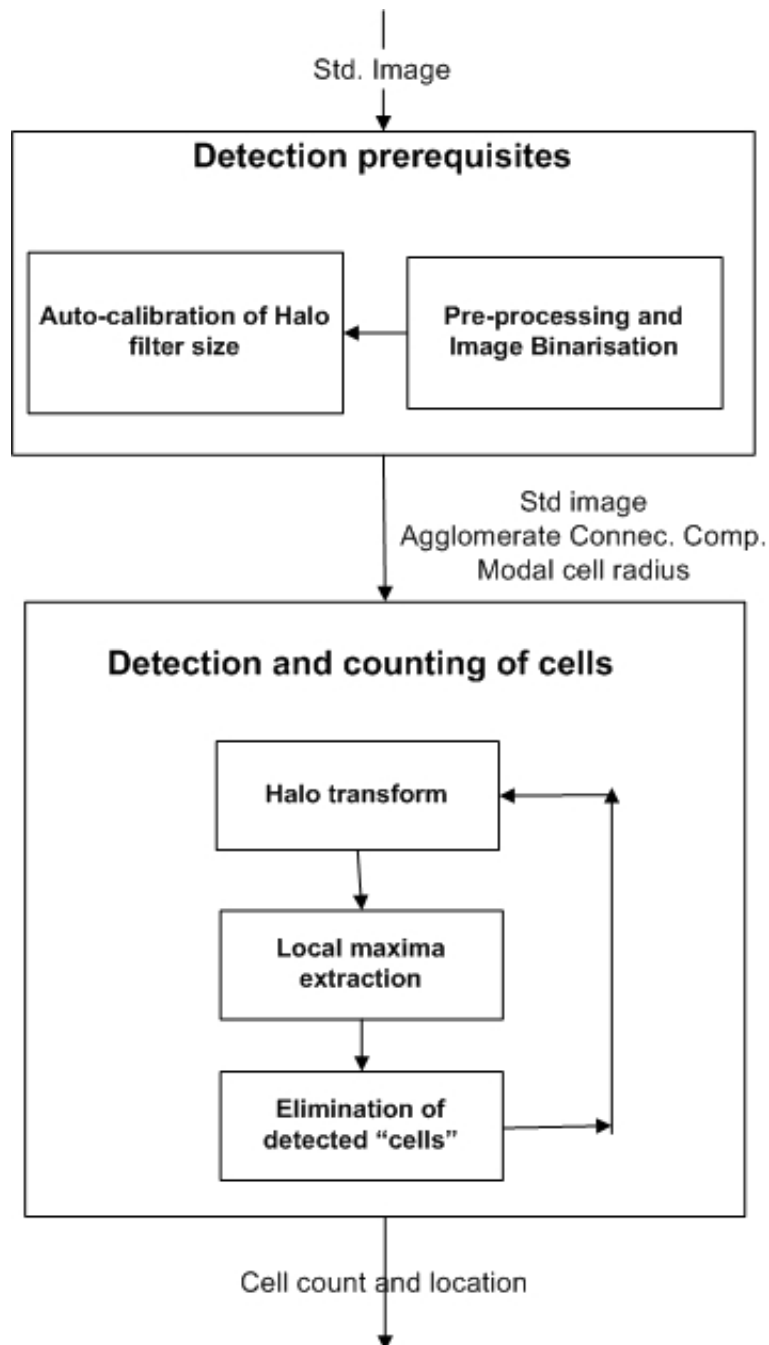 Std. Image
Detection prerequisites
Auto-calibration of Halo
filter size
Pre-processing and
Image Binarisation
Std image
Agglomerate Connec. Comp.
Modal cell radius
Detection and counting of cells
Halo transform
Local maxima
extraction
Elimination of
detected “cells”
Cell count and location